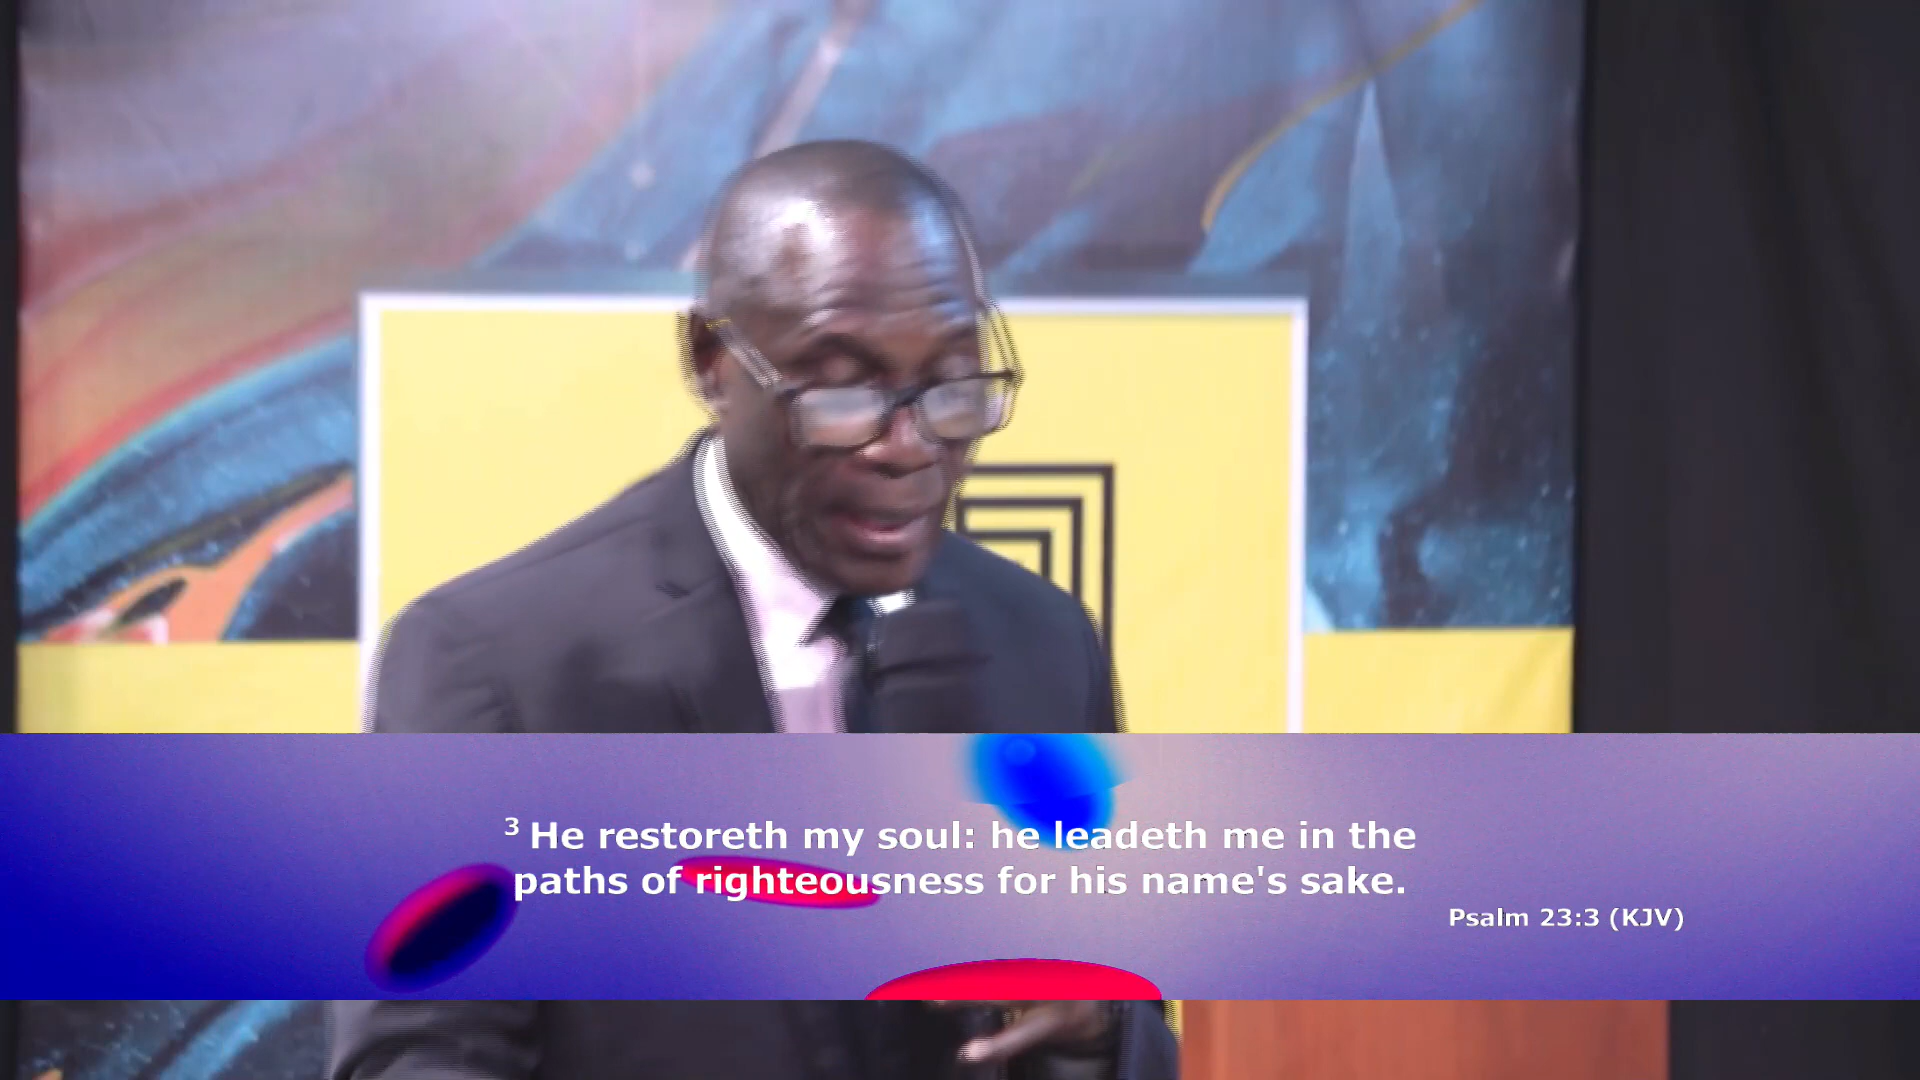 3 He restoreth my soul: he leadeth me in the
paths of righteousness for his name's sake.
Psalm 23:3 (KJV)